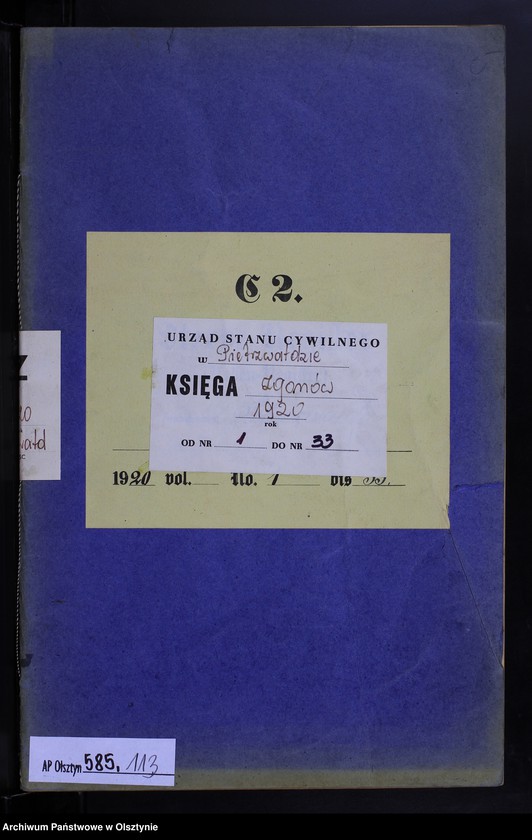 C 2.
URZĄD STANU CYWILNEGO
w Pietrzwałdzie
KSIĘGA zgonów
1920
rok
OD NR 1 DO NR 33
1920 vol. No. 1 bis 33.
AP Olsztyn 585, 113
Archiwum Państwowe w Olsztynie